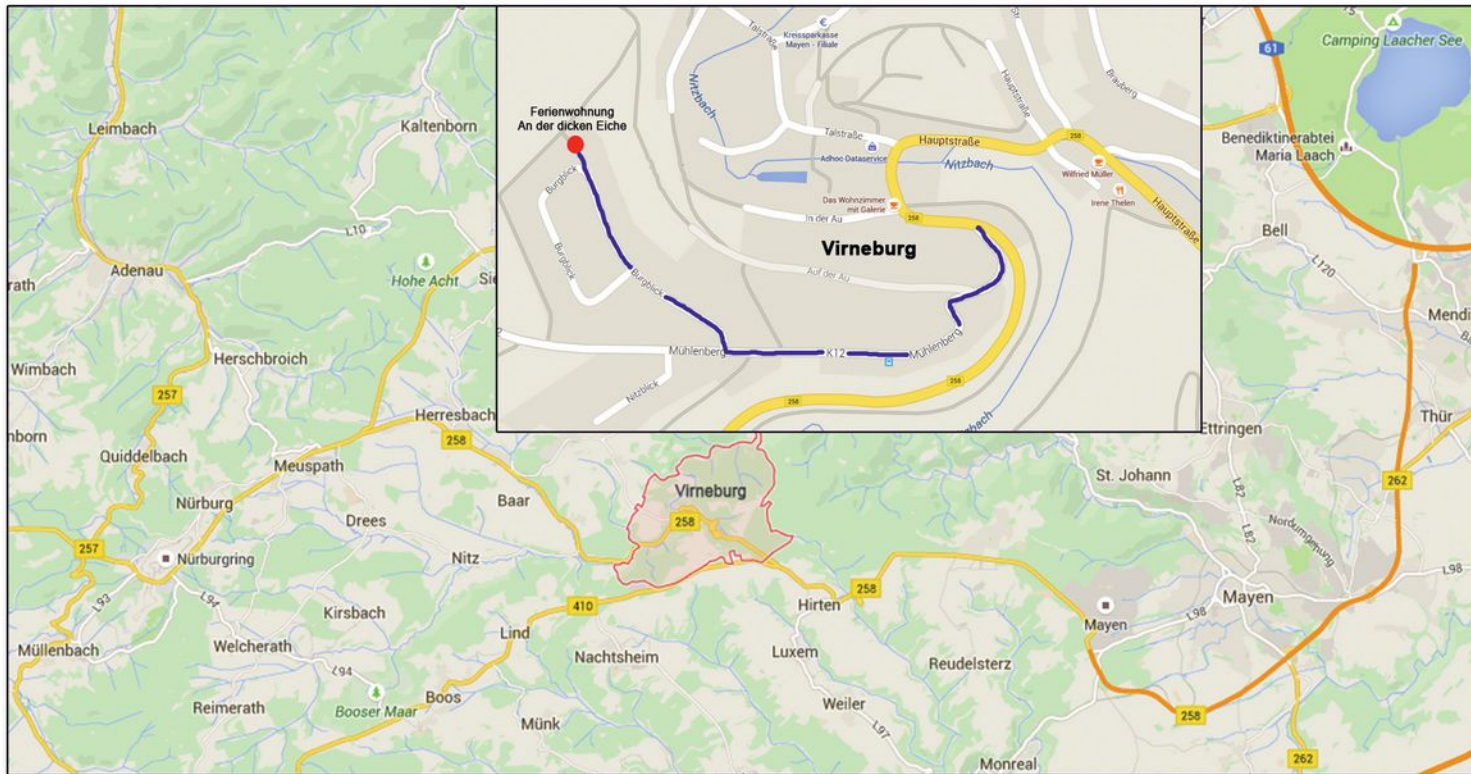 Ferienwohnung
An der dicken Eiche
Burgblick
Burgblick
Burgblick
Talstraße
Kreissparkasse
Mayen - Filiale
Nitzbach
Talstraße
Adhoc Dataservice
Hauptstraße
258
Nitzbach
Hauptstraße
Brauberg
Wilfried Müller
Irene Thelen
Hauptstraße
Das Wohnzimmer
mit Galerie
In der Au
258
Virneburg
Auf der Au
Mühlenberg
K12
Mühlenberg
Nitzblick
258
258
Nitzbach
61
Camping Laacher See
Benediktinerabtei
Maria Laach
Bell
L120
Leimbach
Kaltenborn
L10
Adenau
Hohe Acht
Herschbroich
Wimbach
257
Herresbach
258
Quiddelbach
Meuspath
Nürburg
Baar
Drees
Virneburg
258
257
Nürburgring
Nitz
L93
L94
Kirsbach
410
Müllenbach
Welcherath
L94
Lind
Nachtsheim
Reimerath
Booser Maar
Boos
Münk
Hirten
258
Luxem
Reudelsterz
Weiler
L97
Monreal
Ettringen
Thür
St. Johann
L82
262
Nordumgehung
L82
L98
Mayen
Mayen
L98
258
262